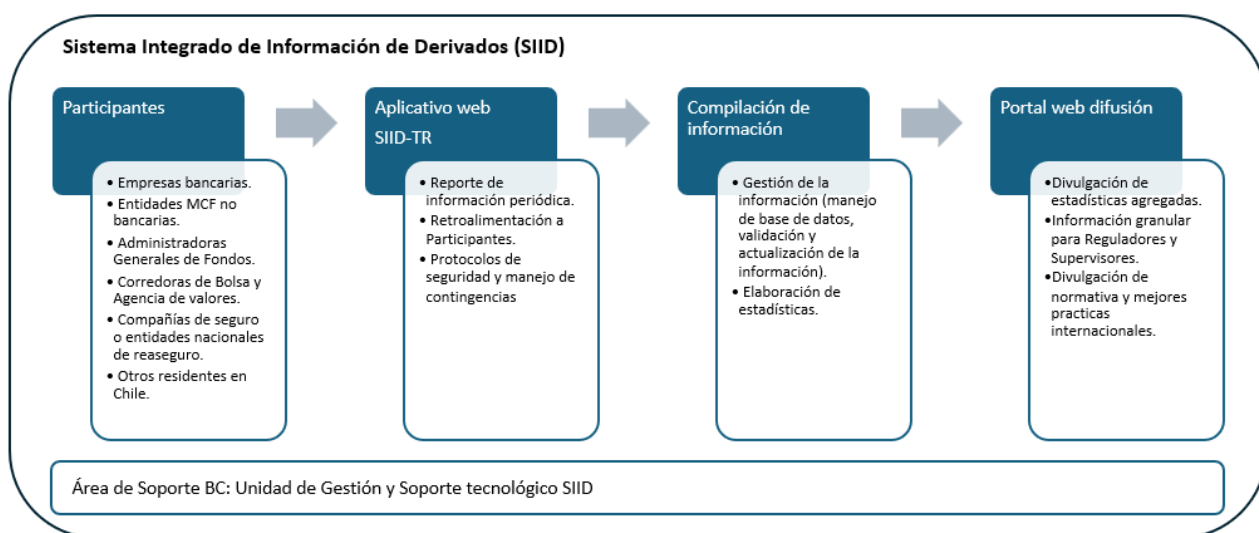 Sistema Integrado de Información de Derivados (SIID)
Participantes
• Empresas bancarias.
• Entidades MCF no
bancarias.
• Administradoras
Generales de Fondos.
• Corredoras de Bolsa y
Agencia de valores.
• Compañías de seguro
o entidades nacionales
de reaseguro.
• Otros residentes en
Chile.
Aplicativo web
SIID-TR
• Reporte de
información periódica.
• Retroalimentación a
Participantes.
• Protocolos de
seguridad y manejo de
contingencias
Compilación de
información
• Gestión de la
información (manejo
de base de datos,
validación y
actualización de la
información).
• Elaboración de
estadísticas.
Portal web difusión
•Divulgación de
estadísticas agregadas.
•Información granular
para Reguladores y
Supervisores.
•Divulgación de
normativa y mejores
practicas
internacionales.
Área de Soporte BC: Unidad de Gestión y Soporte tecnológico SIID